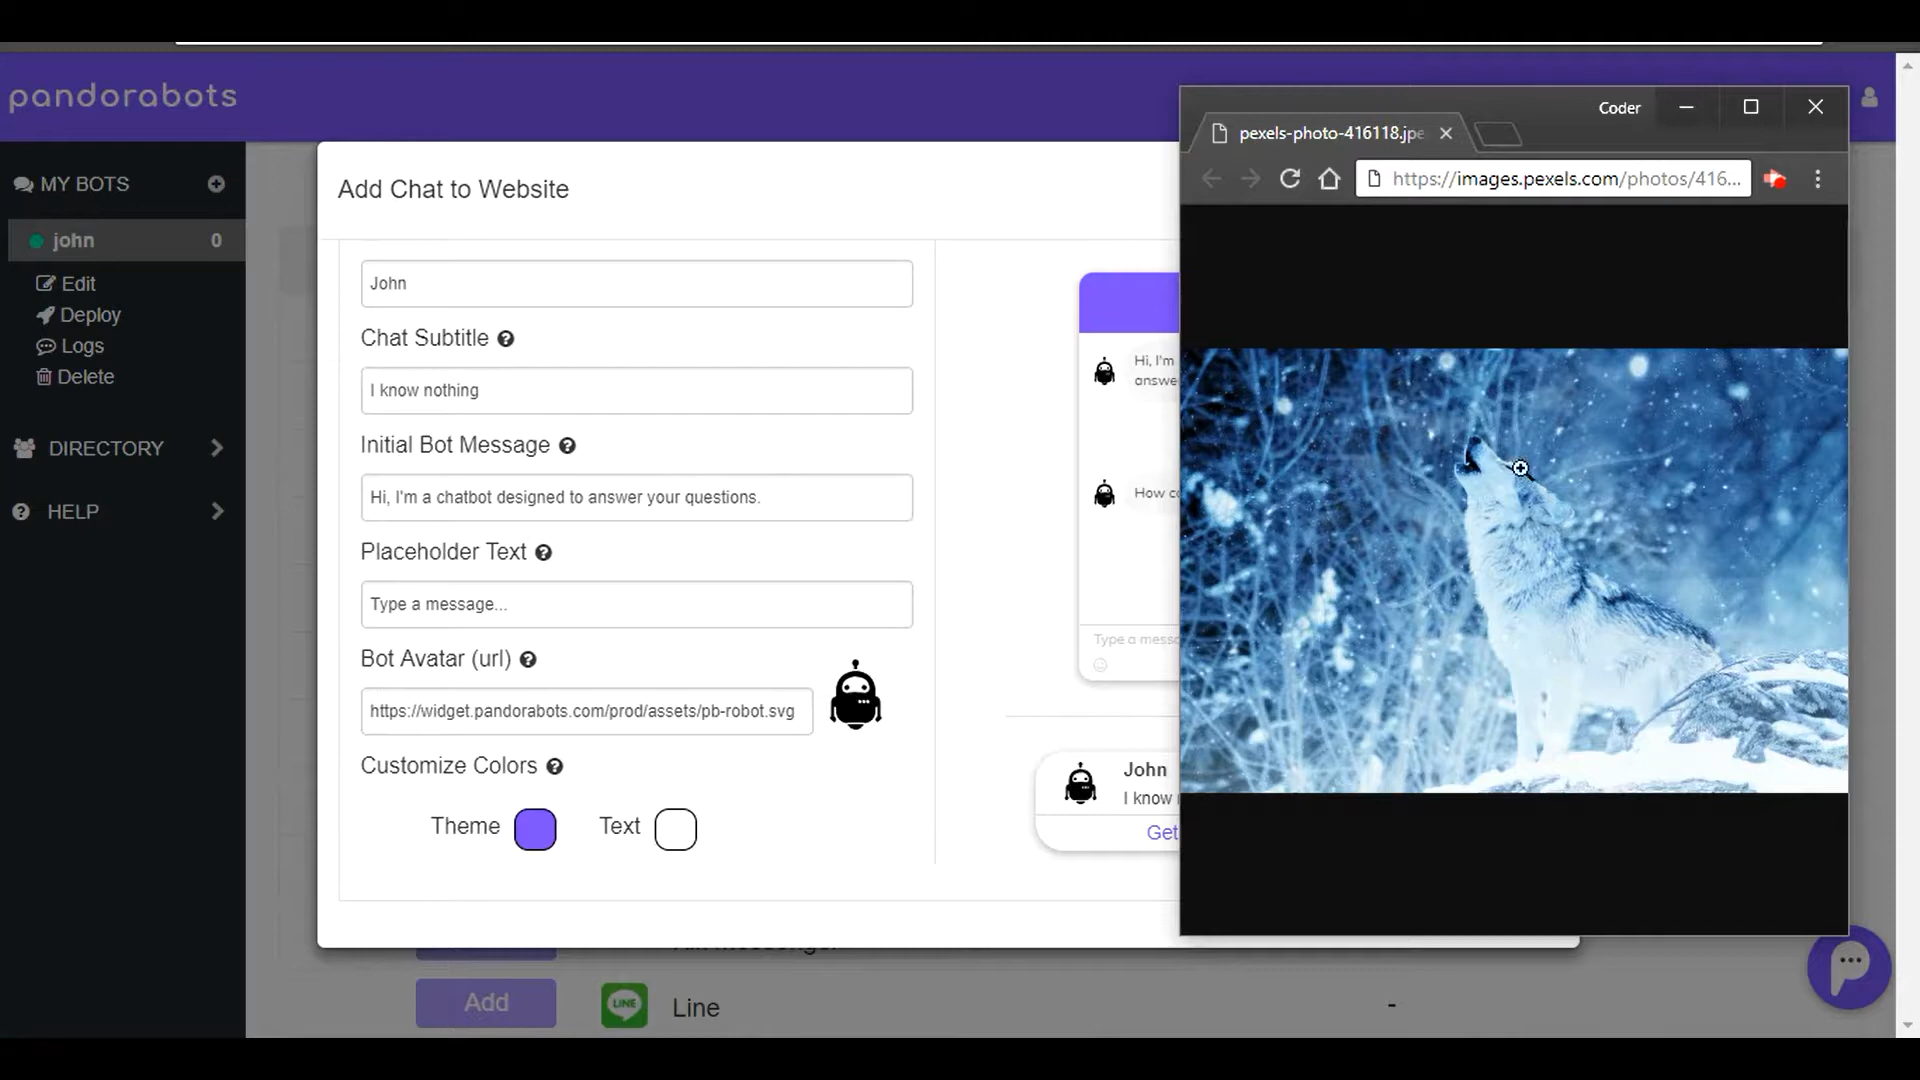 pandorabots
MY BOTS
john 0
Edit
Deploy
Logs
Delete
DIRECTORY
HELP
Add Chat to Website
John
Chat Subtitle
I know nothing
Initial Bot Message
Hi, I'm a chatbot designed to answer your questions.
Placeholder Text
Type a message...
Bot Avatar (url)
https://widget.pandorabots.com/prod/assets/pb-robot.svg
Customize Colors
Theme Text
Hi, I'm
answe
How co
Type a messa
John
I know
Get
Coder
pexels-photo-416118.jpe
https://images.pexels.com/photos/416...
Add LINE Line -